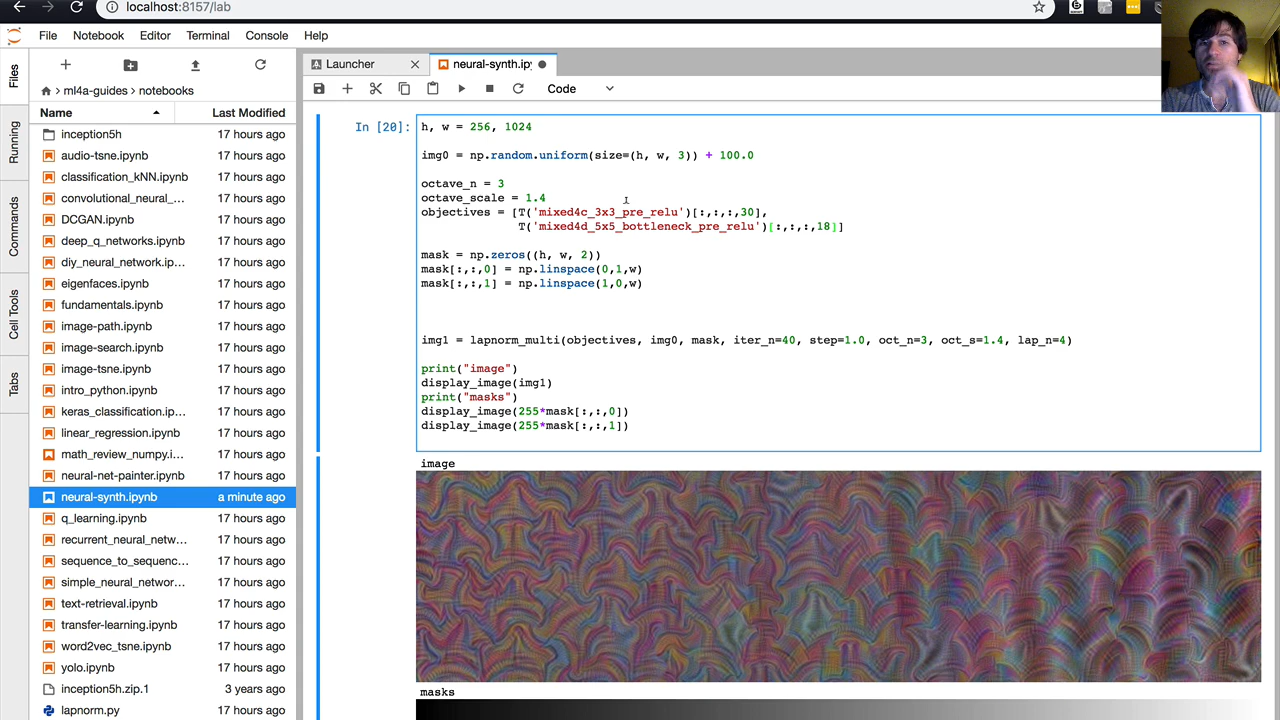 localhost:8157/lab
File Notebook Editor Terminal Console Help
Files
Running
Commands
Cell Tools
Tabs
ml4a-guides › notebooks
Name Last Modified
inception5h 17 hours ago
audio-tsne.ipynb 17 hours ago
classification_kNN.ipynb 17 hours ago
convolutional_neural_... 17 hours ago
DCGAN.ipynb 17 hours ago
deep_q_networks.ipynb 17 hours ago
diy_neural_network.ip... 17 hours ago
eigenfaces.ipynb 17 hours ago
fundamentals.ipynb 17 hours ago
image-path.ipynb 17 hours ago
image-search.ipynb 17 hours ago
image-tsne.ipynb 17 hours ago
intro_python.ipynb 17 hours ago
keras_classification.ip... 17 hours ago
linear_regression.ipynb 17 hours ago
math_review_numpy.i... 17 hours ago
neural-net-painter.ipynb 17 hours ago
neural-synth.ipynb a minute ago
q_learning.ipynb 17 hours ago
recurrent_neural_netw... 17 hours ago
sequence_to_sequenc... 17 hours ago
simple_neural_networ... 17 hours ago
text-retrieval.ipynb 17 hours ago
transfer-learning.ipynb 17 hours ago
word2vec_tsne.ipynb 17 hours ago
yolo.ipynb 17 hours ago
inception5h.zip.1 3 years ago
lapnorm.py 17 hours ago
Launcher
neural-synth.ipy
Code
In [20]:
h, w = 256, 1024
img0 = np.random.uniform(size=(h, w, 3)) + 100.0
octave_n = 3
octave_scale = 1.4
objectives = [T('mixed4c_3x3_pre_relu')[:,:,:,30],
T('mixed4d_5x5_bottleneck_pre_relu')[:,:,:,18]]
mask = np.zeros((h, w, 2))
mask[:,:,0] = np.linspace(0,1,w)
mask[:,:,1] = np.linspace(1,0,w)
img1 = lapnorm_multi(objectives, img0, mask, iter_n=40, step=1.0, oct_n=3, oct_s=1.4, lap_n=4)
print("image")
display_image(img1)
print("masks")
display_image(255*mask[:,:,0])
display_image(255*mask[:,:,1])
image
masks